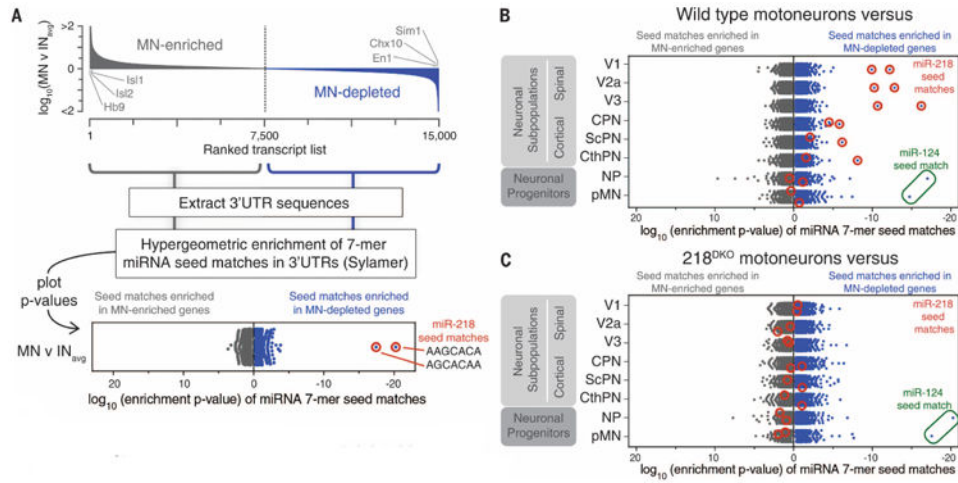 A
log10(MN v INavg)
>2
0
<2
MN-enriched
MN-depleted
Isl1
Isl2
Hb9
Sim1
Chx10
En1
1
7,500
15,000
Ranked transcript list
Extract 3'UTR sequences
Hypergeometric enrichment of 7-mer
miRNA seed matches in 3'UTRs (Sylamer)
plot
p-values
Seed matches enriched
in MN-enriched genes
Seed matches enriched
in MN-depleted genes
miR-218
seed matches
AAGCACA
AGCACAA
MN v INavg
20 10 0 -10 -20
log10 (enrichment p-value) of miRNA 7-mer seed matches
B
Wild type motoneurons versus
Seed matches enriched in
MN-enriched genes
Seed matches enriched in
MN-depleted genes
Neuronal
Subpopulations
Cortical Spinal
Neuronal
Progenitors
V1
V2a
V3
CPN
ScPN
CthPN
NP
pMN
miR-218
seed
matches
miR-124
seed match
20 10 0 -10 -20
log10 (enrichment p-value) of miRNA 7-mer seed matches
C
218DKO motoneurons versus
Seed matches enriched in
MN-enriched genes
Seed matches enriched in
MN-depleted genes
Neuronal
Subpopulations
Cortical Spinal
Neuronal
Progenitors
V1
V2a
V3
CPN
ScPN
CthPN
NP
pMN
miR-218
seed
matches
miR-124
seed match
20 10 0 -10 -20
log10 (enrichment p-value) of miRNA 7-mer seed matches